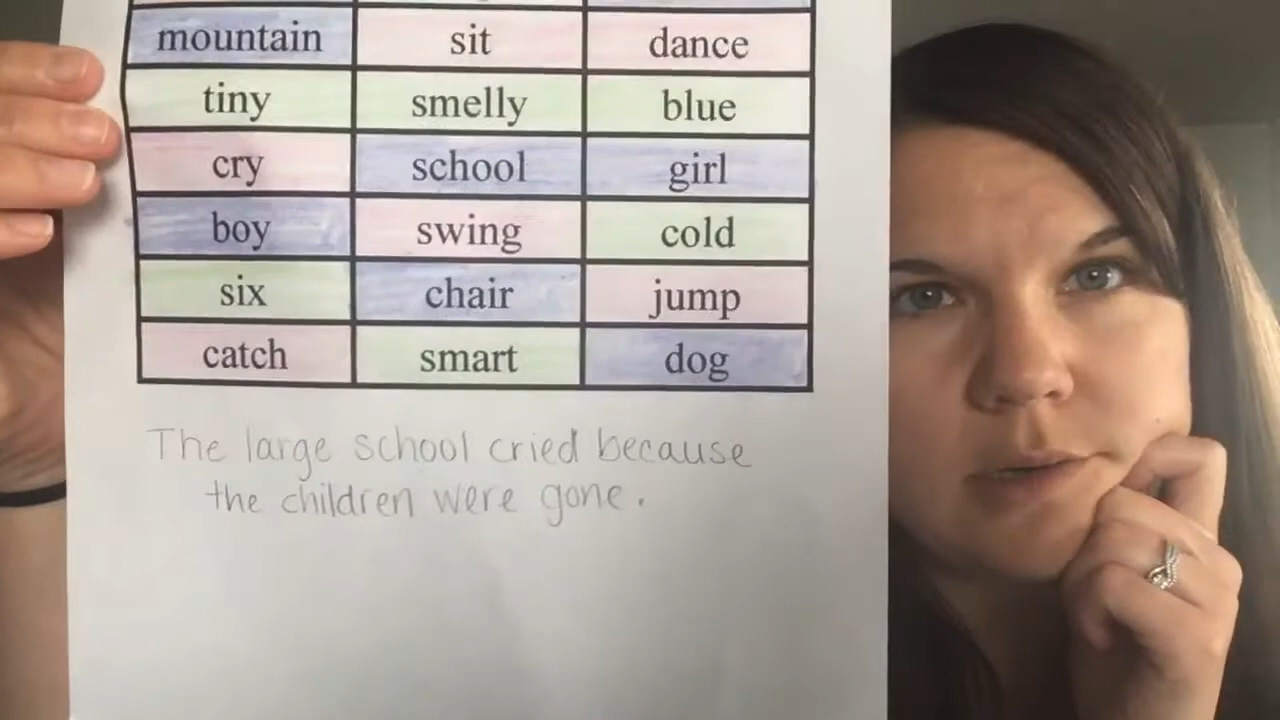 mountain sit dance
tiny smelly blue
cry school girl
boy swing cold
six chair jump
catch smart dog
The large school cried because
the children were gone.